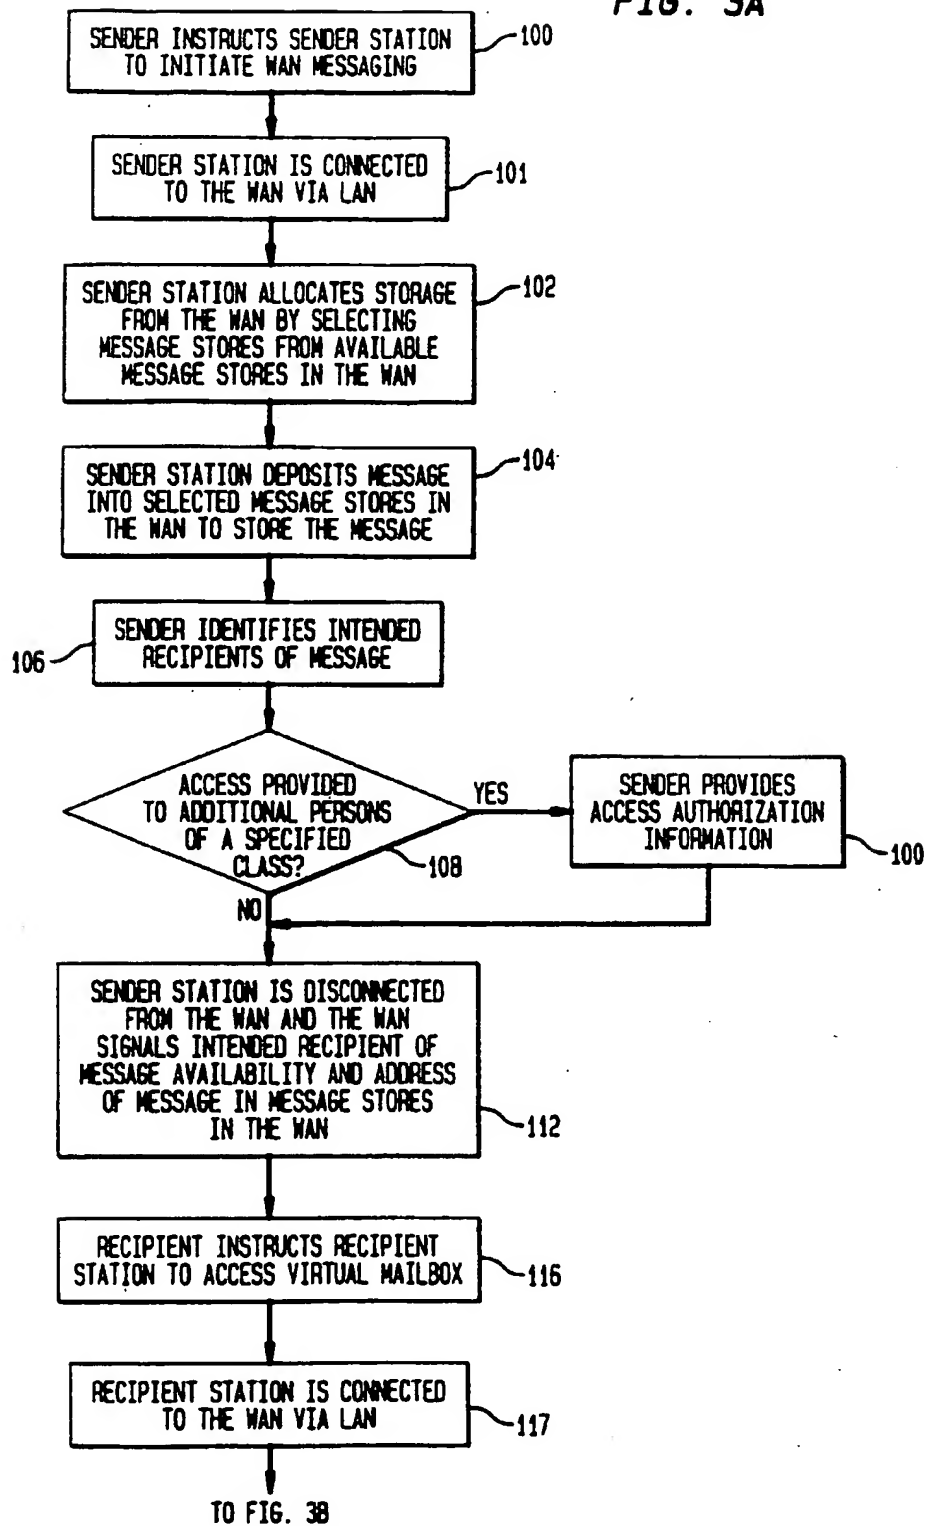 FIG. 3A
SENDER INSTRUCTS SENDER STATION
TO INITIATE WAN MESSAGING
100
SENDER STATION IS CONNECTED
TO THE WAN VIA LAN
101
SENDER STATION ALLOCATES STORAGE
FROM THE WAN BY SELECTING
MESSAGE STORES FROM AVAILABLE
MESSAGE STORES IN THE WAN
102
SENDER STATION DEPOSITS MESSAGE
INTO SELECTED MESSAGE STORES IN
THE WAN TO STORE THE MESSAGE
104
SENDER IDENTIFIES INTENDED
RECIPIENTS OF MESSAGE
106
ACCESS PROVIDED
TO ADDITIONAL PERSONS
OF A SPECIFIED
CLASS?
108
YES
SENDER PROVIDES
ACCESS AUTHORIZATION
INFORMATION
100
NO
SENDER STATION IS DISCONNECTED
FROM THE WAN AND THE WAN
SIGNALS INTENDED RECIPIENT OF
MESSAGE AVAILABILITY AND ADDRESS
OF MESSAGE IN MESSAGE STORES
IN THE WAN
112
RECIPIENT INSTRUCTS RECIPIENT
STATION TO ACCESS VIRTUAL MAILBOX
116
RECIPIENT STATION IS CONNECTED
TO THE WAN VIA LAN
117
TO FIG. 3B